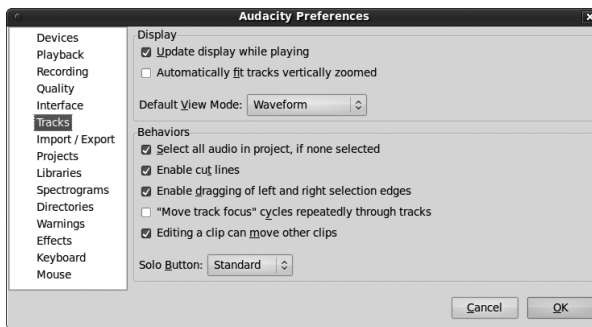 Audacity Preferences
Devices
Playback
Recording
Quality
Interface
Tracks
Import / Export
Projects
Libraries
Spectrograms
Directories
Warnings
Effects
Keyboard
Mouse
Display
Update display while playing
Automatically fit tracks vertically zoomed
Default View Mode: Waveform
Behaviors
Select all audio in project, if none selected
Enable cut lines
Enable dragging of left and right selection edges
"Move track focus" cycles repeatedly through tracks
Editing a clip can move other clips
Solo Button: Standard
Cancel OK